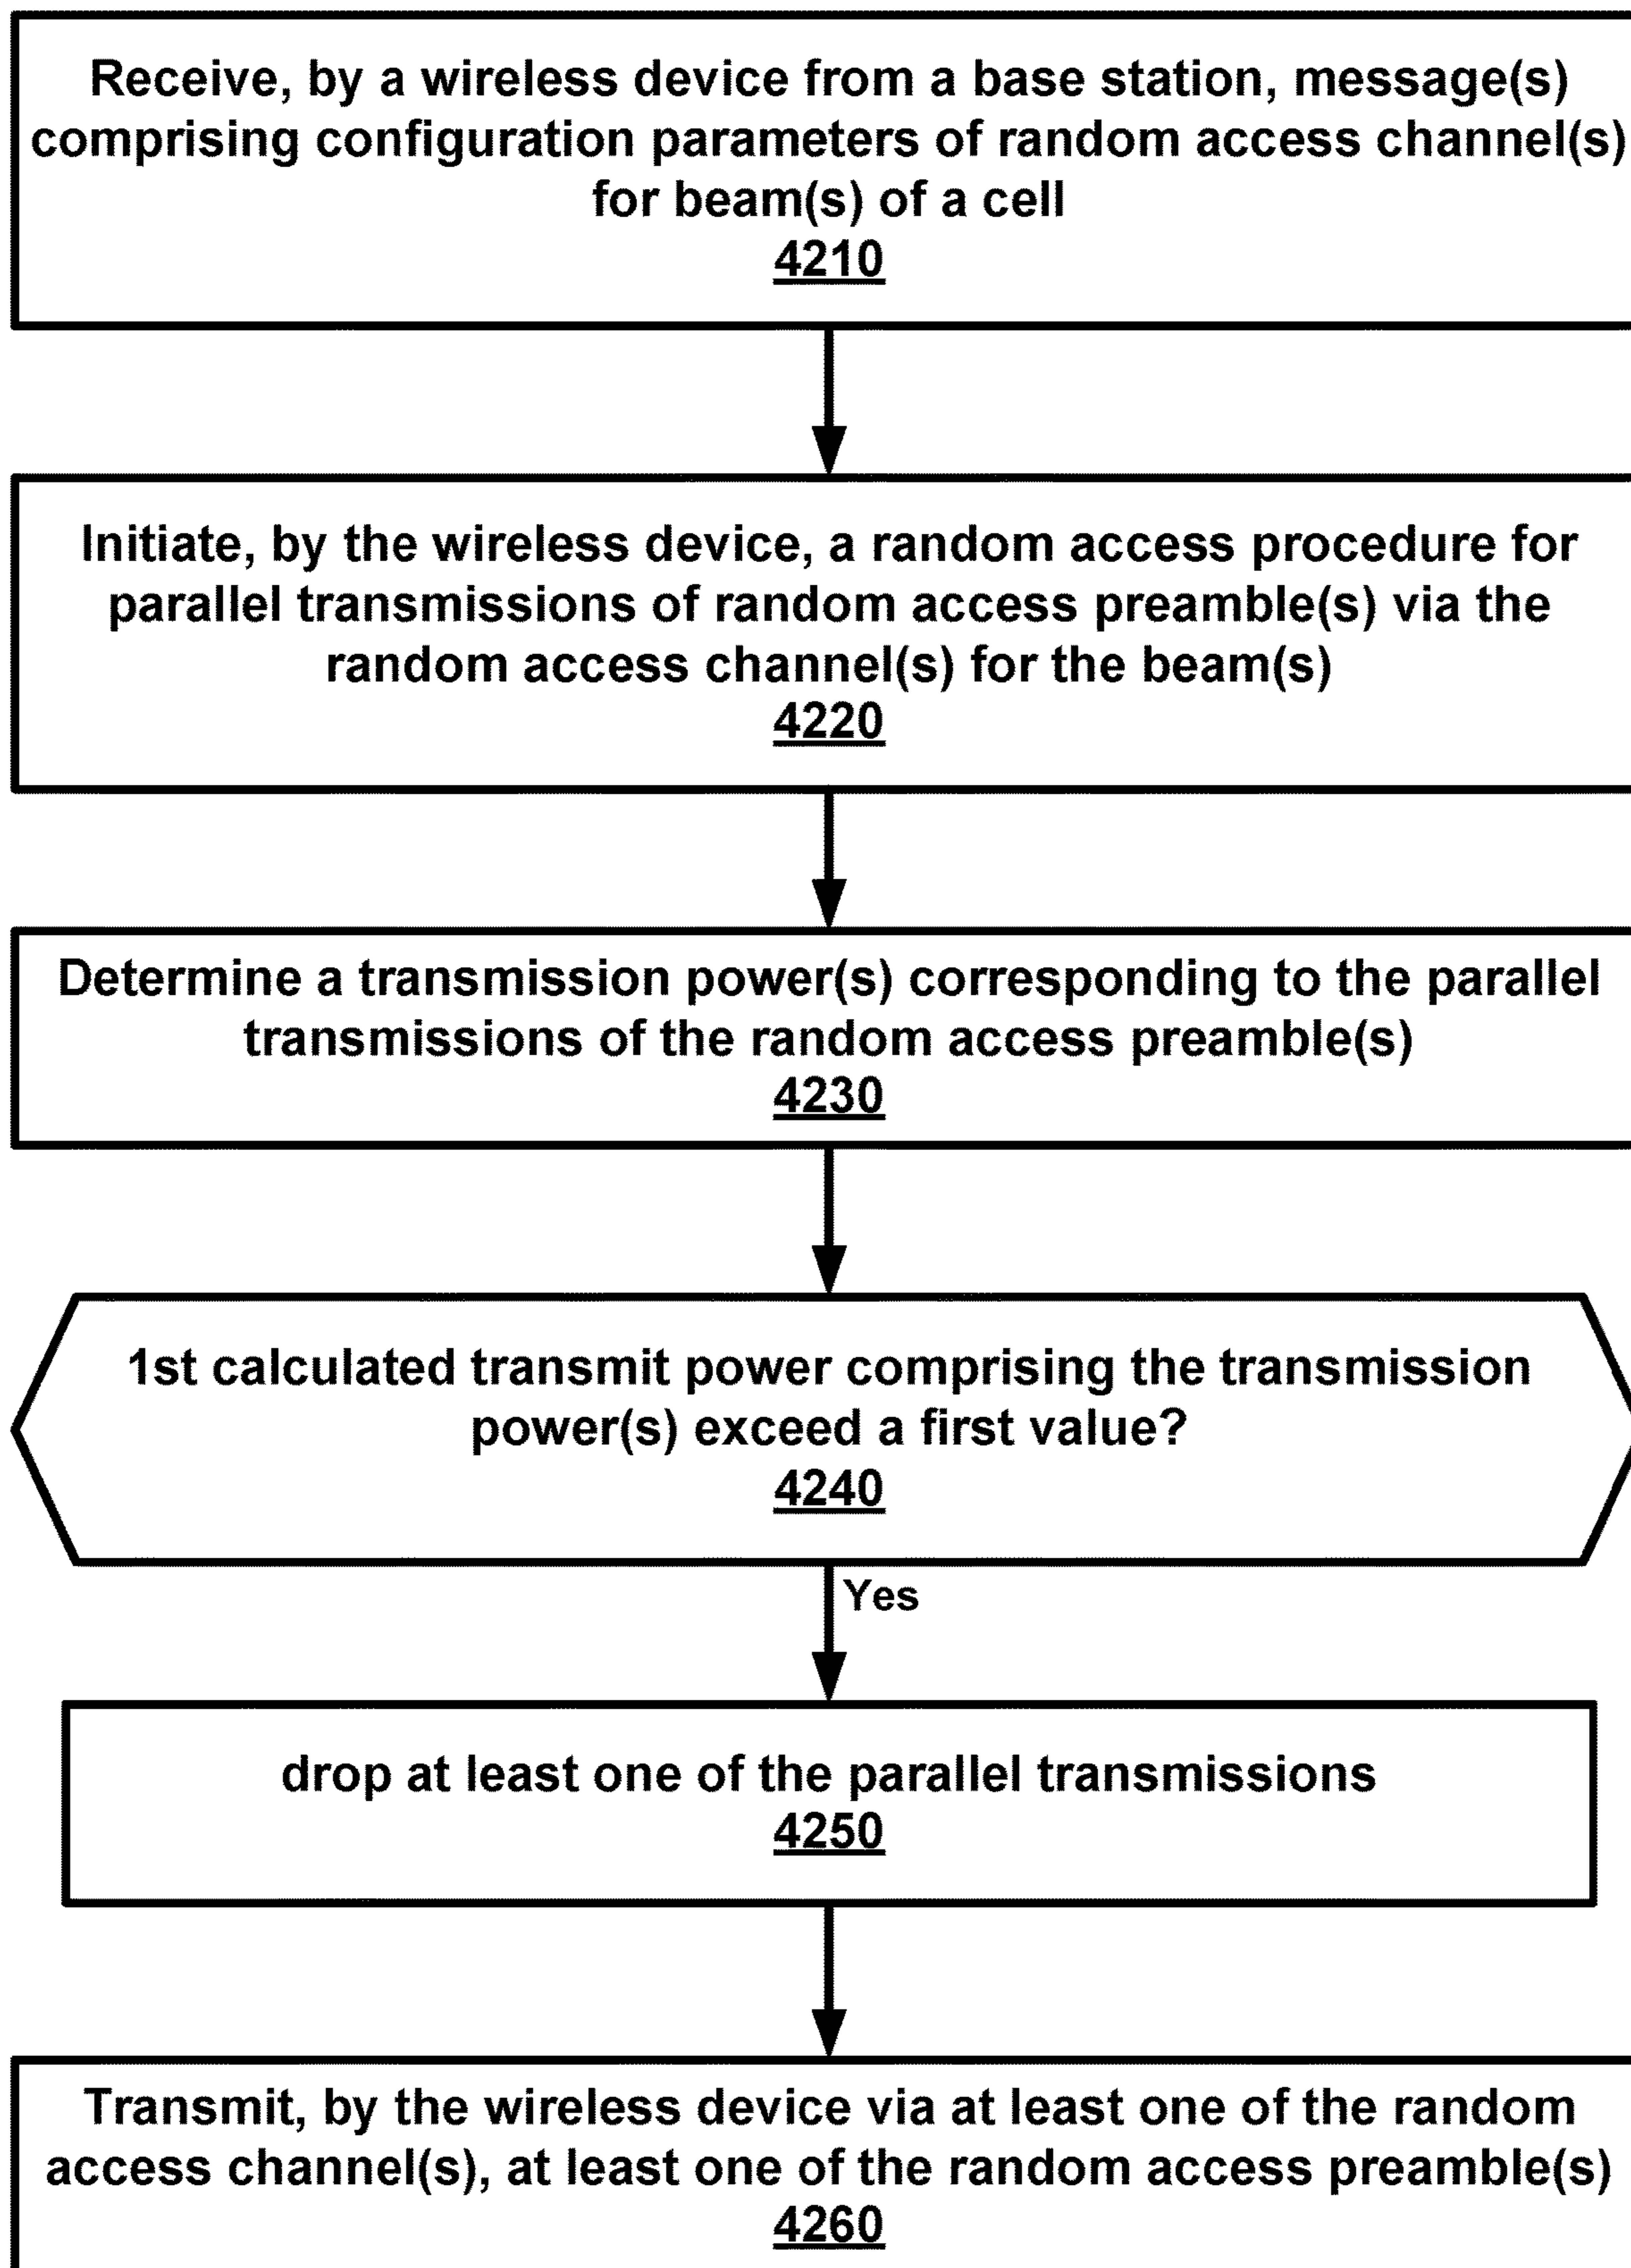 Receive, by a wireless device from a base station, message(s)
comprising configuration parameters of random access channel(s)
for beam(s) of a cell
4210
Initiate, by the wireless device, a random access procedure for
parallel transmissions of random access preamble(s) via the
random access channel(s) for the beam(s)
4220
Determine a transmission power(s) corresponding to the parallel
transmissions of the random access preamble(s)
4230
1st calculated transmit power comprising the transmission
power(s) exceed a first value?
4240
Yes
drop at least one of the parallel transmissions
4250
Transmit, by the wireless device via at least one of the random
access channel(s), at least one of the random access preamble(s)
4260